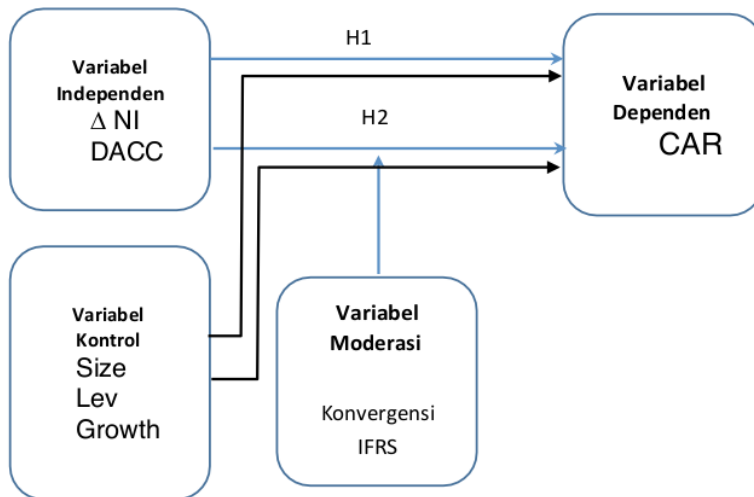 Variabel
Independen
Δ NI
DACC
H1
H2
Variabel
Dependen
CAR
Variabel
Kontrol
Size
Lev
Growth
Variabel
Moderasi
Konvergensi
IFRS